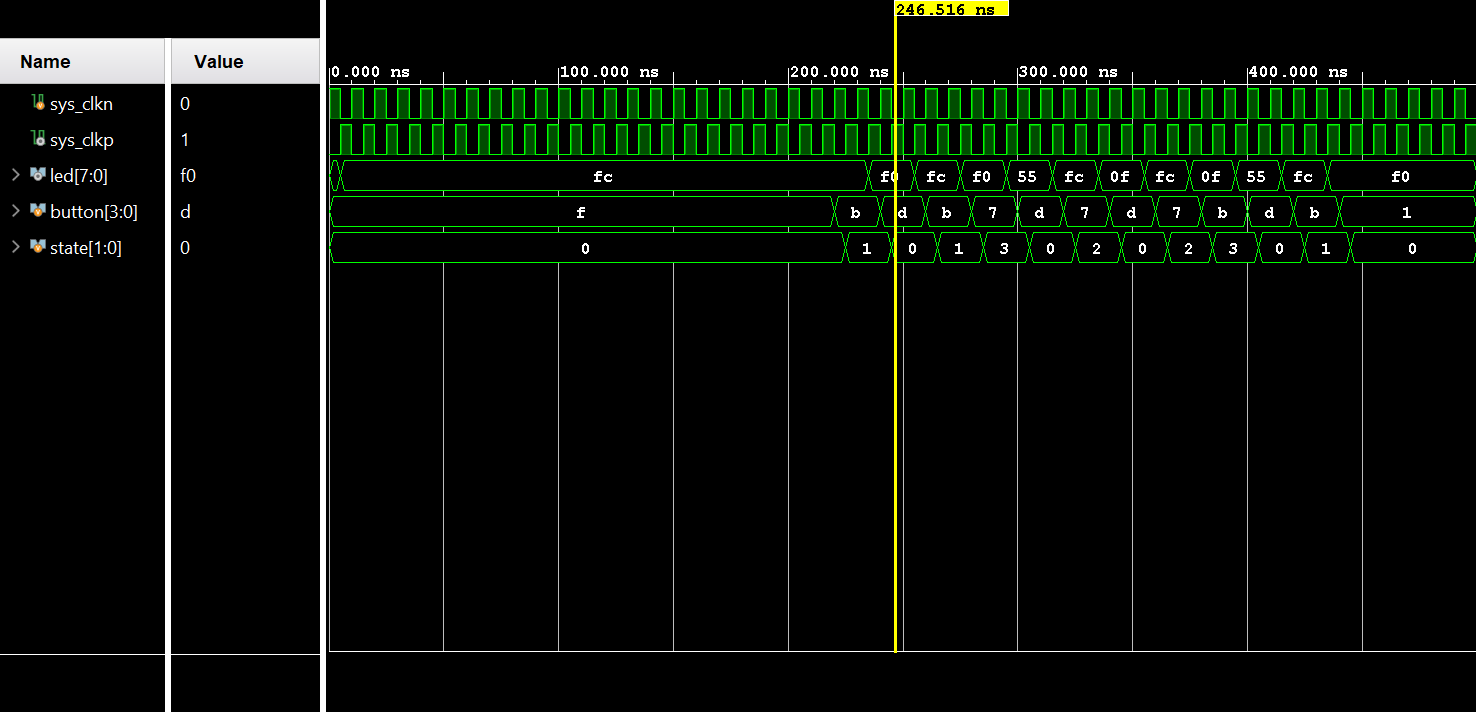 246.516 ns
Name Value
0.000 ns 100.000 ns 200.000 ns 300.000 ns 400.000 ns
sys_clkn 0
sys_clkp 1
led[7:0] f0 fc f0 fc f0 55 fc 0f fc 0f 55 fc f0
button[3:0] d f b d b 7 d 7 d 7 b d b 1
state[1:0] 0 0 1 0 1 3 0 2 0 2 3 0 1 0